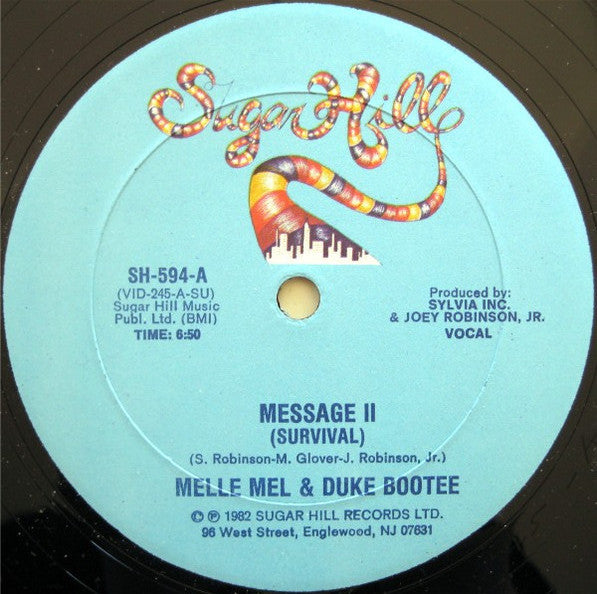 Sugar Hill
SH-594-A
(VID-245-A-SU)
Sugar Hill Music
Publ. Ltd. (BMI)
TIME: 6:50
Produced by:
SYLVIA INC.
& JOEY ROBINSON, JR.
VOCAL
MESSAGE II
(SURVIVAL)
(S. Robinson-M. Glover-J. Robinson, Jr.)
MELLE MEL & DUKE BOOTEE
© ℗ 1982 SUGAR HILL RECORDS LTD.
96 West Street, Englewood, NJ 07631